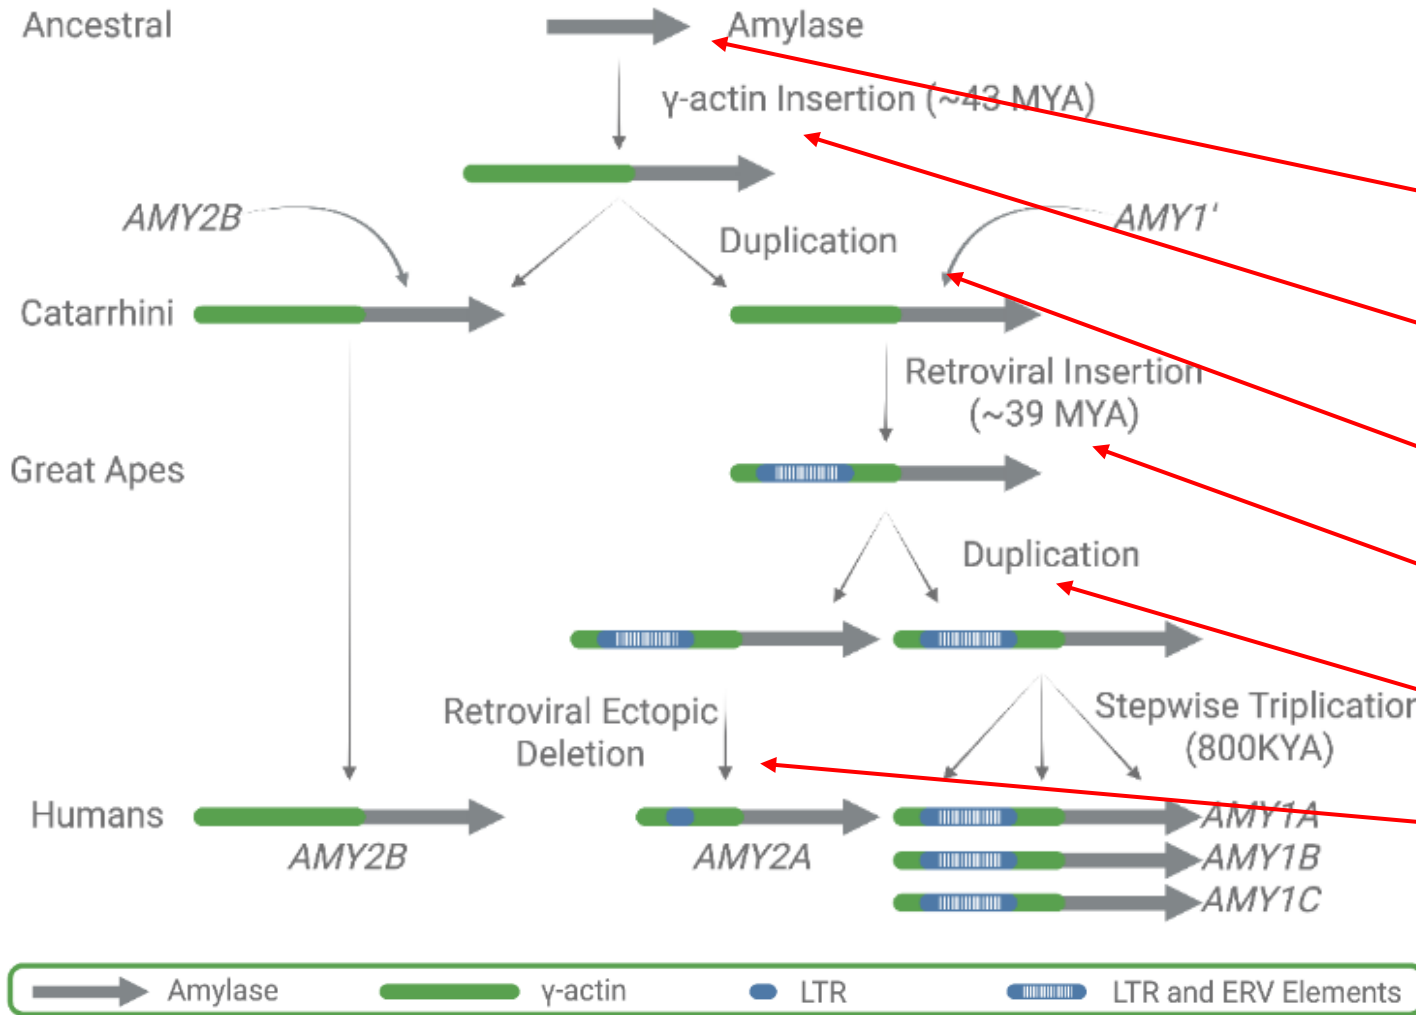 Ancestral
Amylase
γ-actin Insertion (~43 MYA)
AMY2B
AMY1'
Duplication
Catarrhini
Retroviral Insertion
(~39 MYA)
Great Apes
Duplication
Retroviral Ectopic
Deletion
Stepwise Triplication
(800KYA)
Humans
AMY1A
AMY2B
AMY2A
AMY1B
AMY1C
Amylase
γ-actin
LTR
LTR and ERV Elements